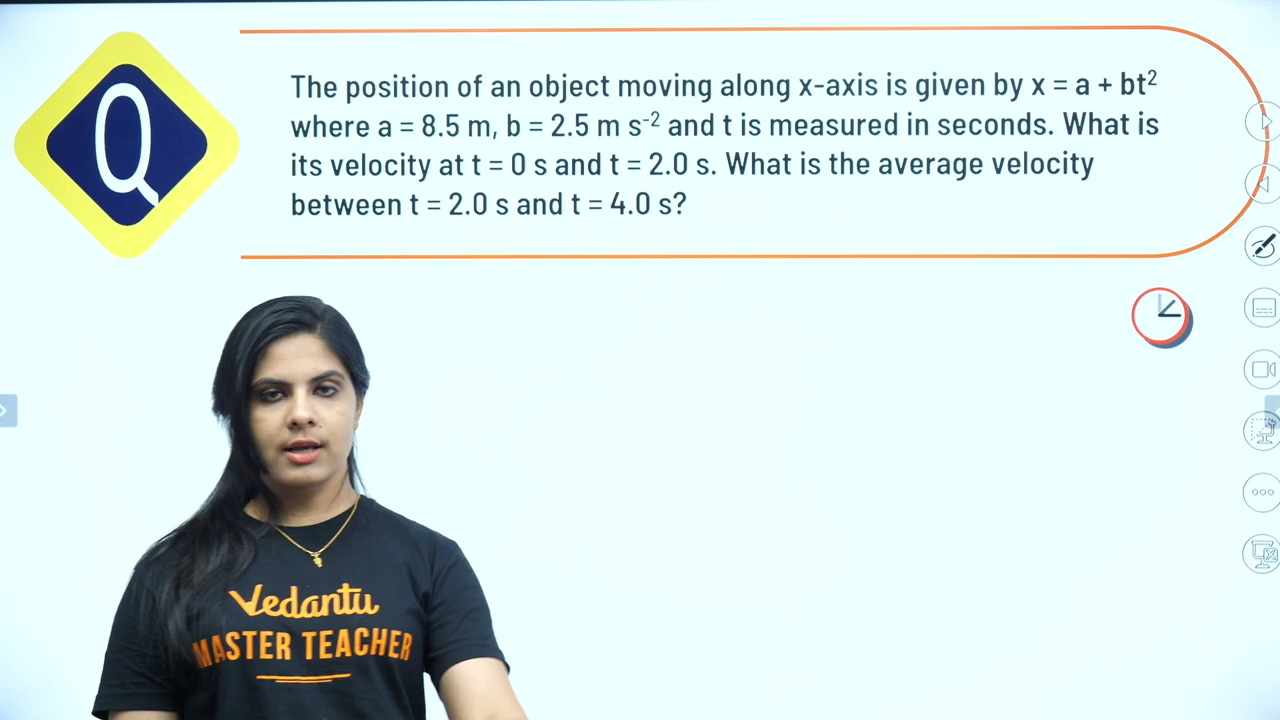 Q
The position of an object moving along x-axis is given by x = a + bt²
where a = 8.5 m, b = 2.5 m s⁻² and t is measured in seconds. What is
its velocity at t = 0 s and t = 2.0 s. What is the average velocity
between t = 2.0 s and t = 4.0 s?
Vedantu
MASTER TEACHER